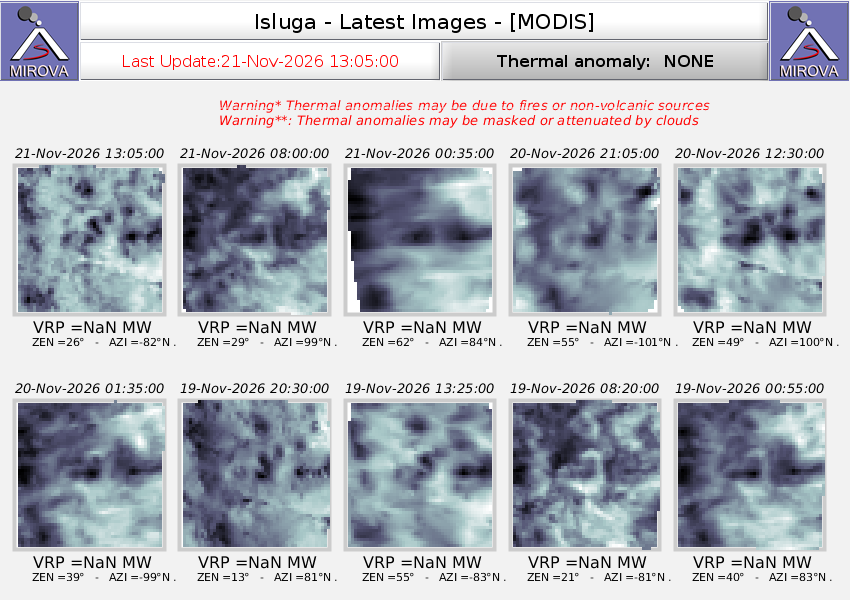 Isluga - Latest Images - [MODIS]
MIROVA
MIROVA
Last Update:21-Nov-2026 13:05:00
Thermal anomaly: NONE
Warning* Thermal anomalies may be due to fires or non-volcanic sources
Warning**: Thermal anomalies may be masked or attenuated by clouds
21-Nov-2026 13:05:00 21-Nov-2026 08:00:00 21-Nov-2026 00:35:00 20-Nov-2026 21:05:00 20-Nov-2026 12:30:00
VRP =NaN MW VRP =NaN MW VRP =NaN MW VRP =NaN MW VRP =NaN MW
ZEN =26° - AZI =-82°N . ZEN =29° - AZI =99°N . ZEN =62° - AZI =84°N . ZEN =55° - AZI =-101°N . ZEN =49° - AZI =100°N .
20-Nov-2026 01:35:00 19-Nov-2026 20:30:00 19-Nov-2026 13:25:00 19-Nov-2026 08:20:00 19-Nov-2026 00:55:00
VRP =NaN MW VRP =NaN MW VRP =NaN MW VRP =NaN MW VRP =NaN MW
ZEN =39° - AZI =-99°N . ZEN =13° - AZI =81°N . ZEN =55° - AZI =-83°N . ZEN =21° - AZI =-81°N . ZEN =40° - AZI =83°N .